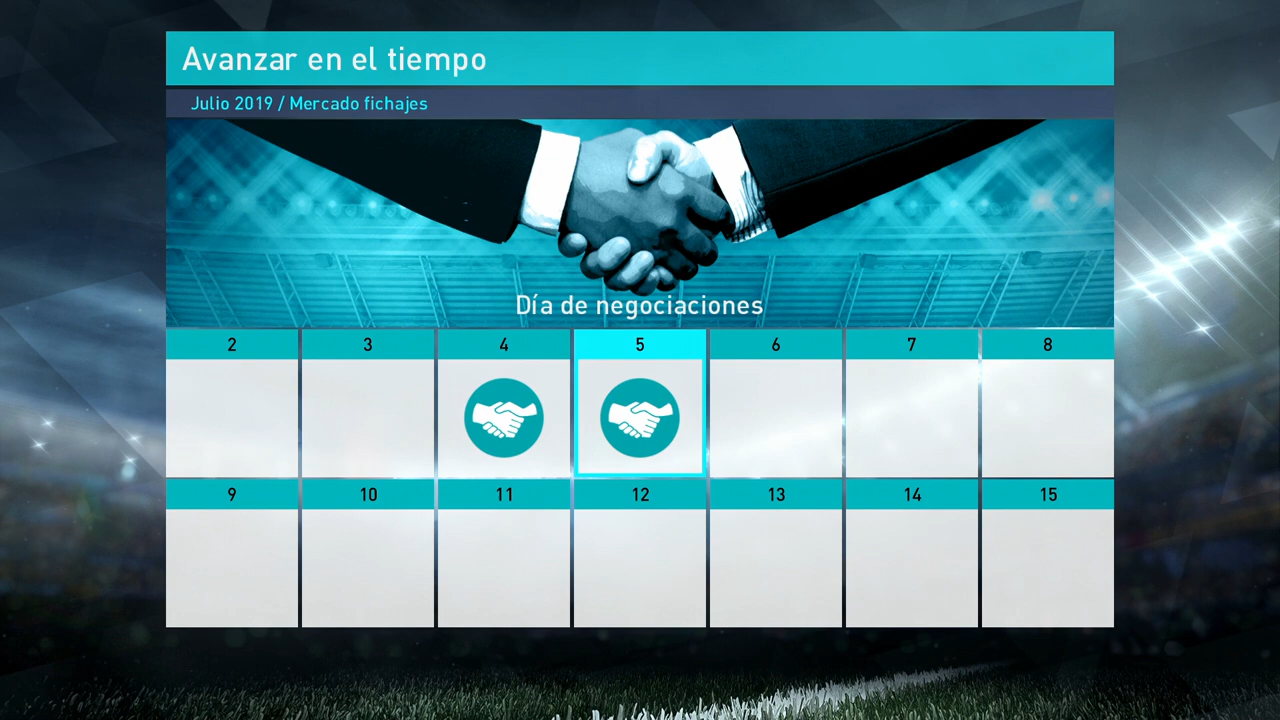 Avanzar en el tiempo
Julio 2019 / Mercado fichajes
Día de negociaciones
2 3 4 5 6 7 8
9 10 11 12 13 14 15